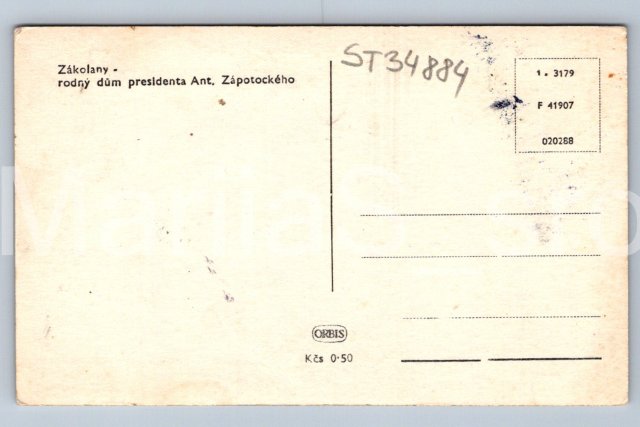 Zákolany -
rodný dům presidenta Ant. Zápotockého
ST34884
1. 3179
F 41907
020288
ORBIS
Kčs 0·50